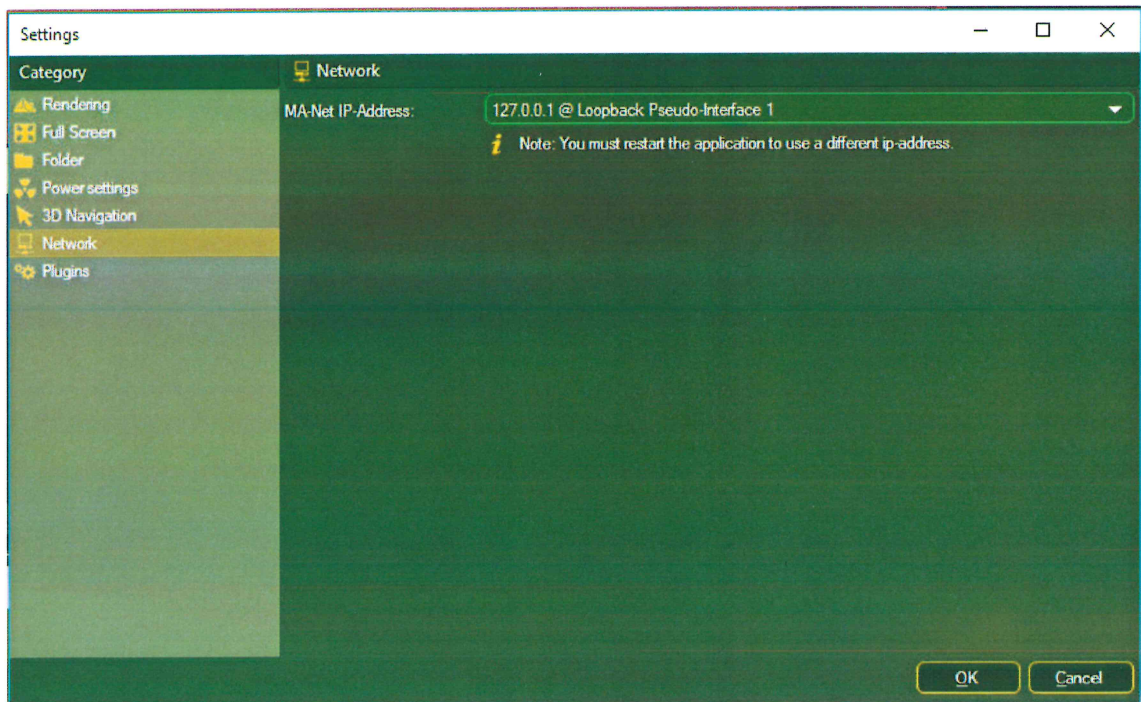 Settings
Category
Network
Rendering
Full Screen
Folder
Power settings
3D Navigation
Network
Plugins
MA-Net IP-Address:
127.0.0.1 @ Loopback Pseudo-Interface 1
Note: You must restart the application to use a different ip-address.
OK
Cancel